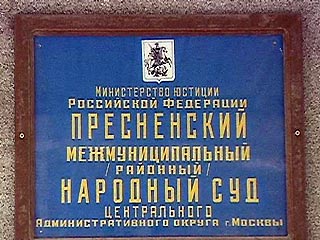 Министерство юстиции
Российской Федерации
ПРЕСНЕНСКИЙ
МЕЖМУНИЦИПАЛЬНЫЙ
/РАЙОННЫЙ/
НАРОДНЫЙ СУД
ЦЕНТРАЛЬНОГО
Административного округа г.Москвы